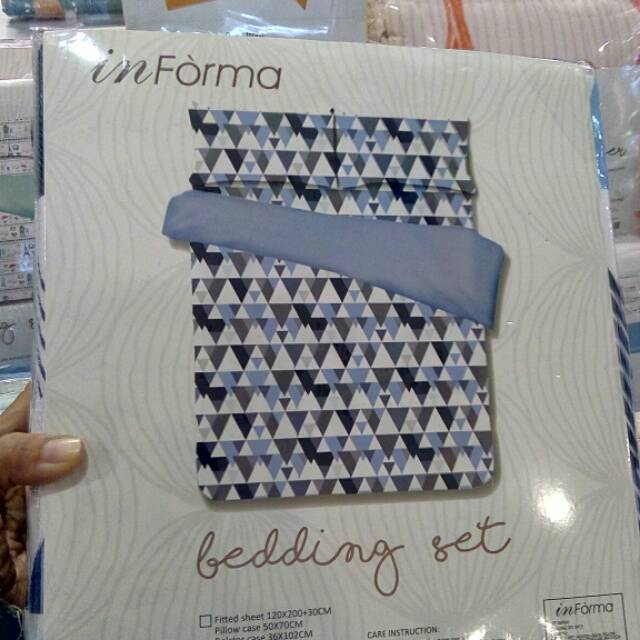 inFòrma
bedding set
Fitted sheet 120X200+30CM
Pillow case 50X70CM
CARE INSTRUCTION:
inFòrma